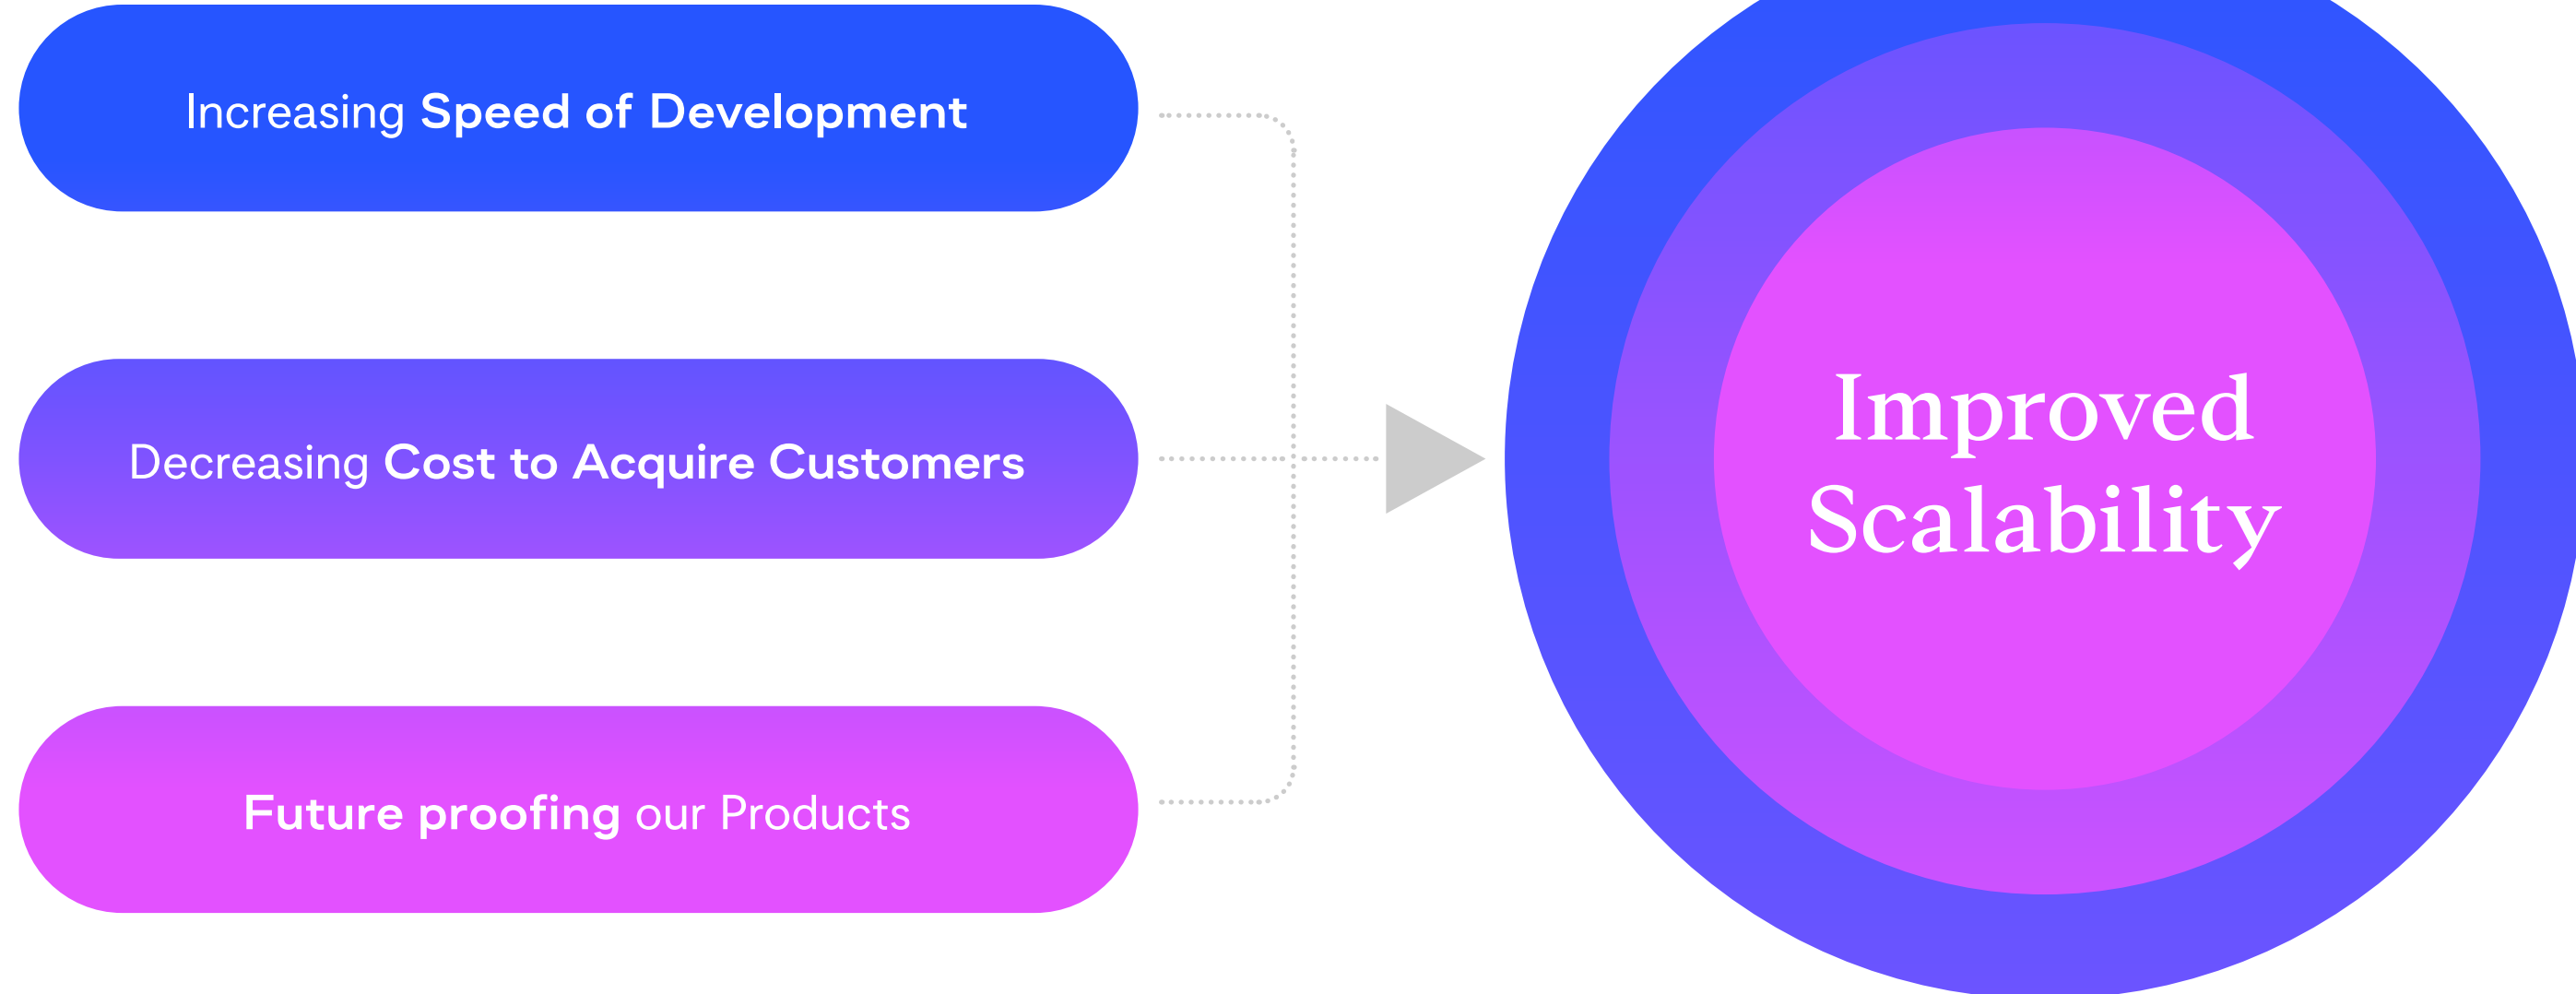 Increasing Speed of Development
Decreasing Cost to Acquire Customers
Future proofing our Products
Improved
Scalability